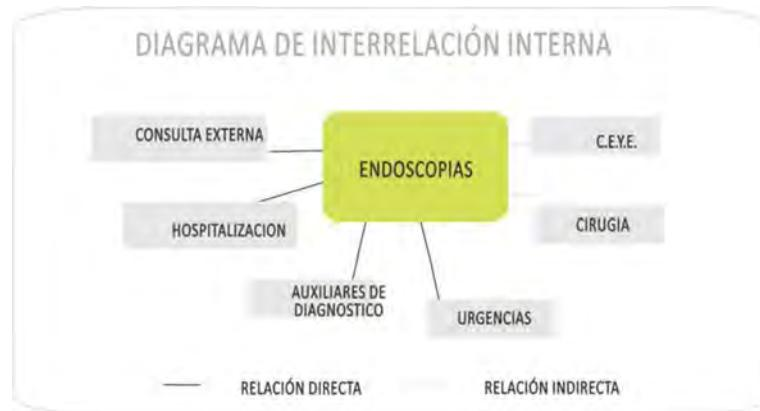 DIAGRAMA DE INTERRELACIÓN INTERNA
CONSULTA EXTERNA
ENDOSCOPIAS
C.E.Y.E.
HOSPITALIZACION
CIRUGIA
AUXILIARES DE
DIAGNOSTICO
URGENCIAS
RELACIÓN DIRECTA
RELACIÓN INDIRECTA